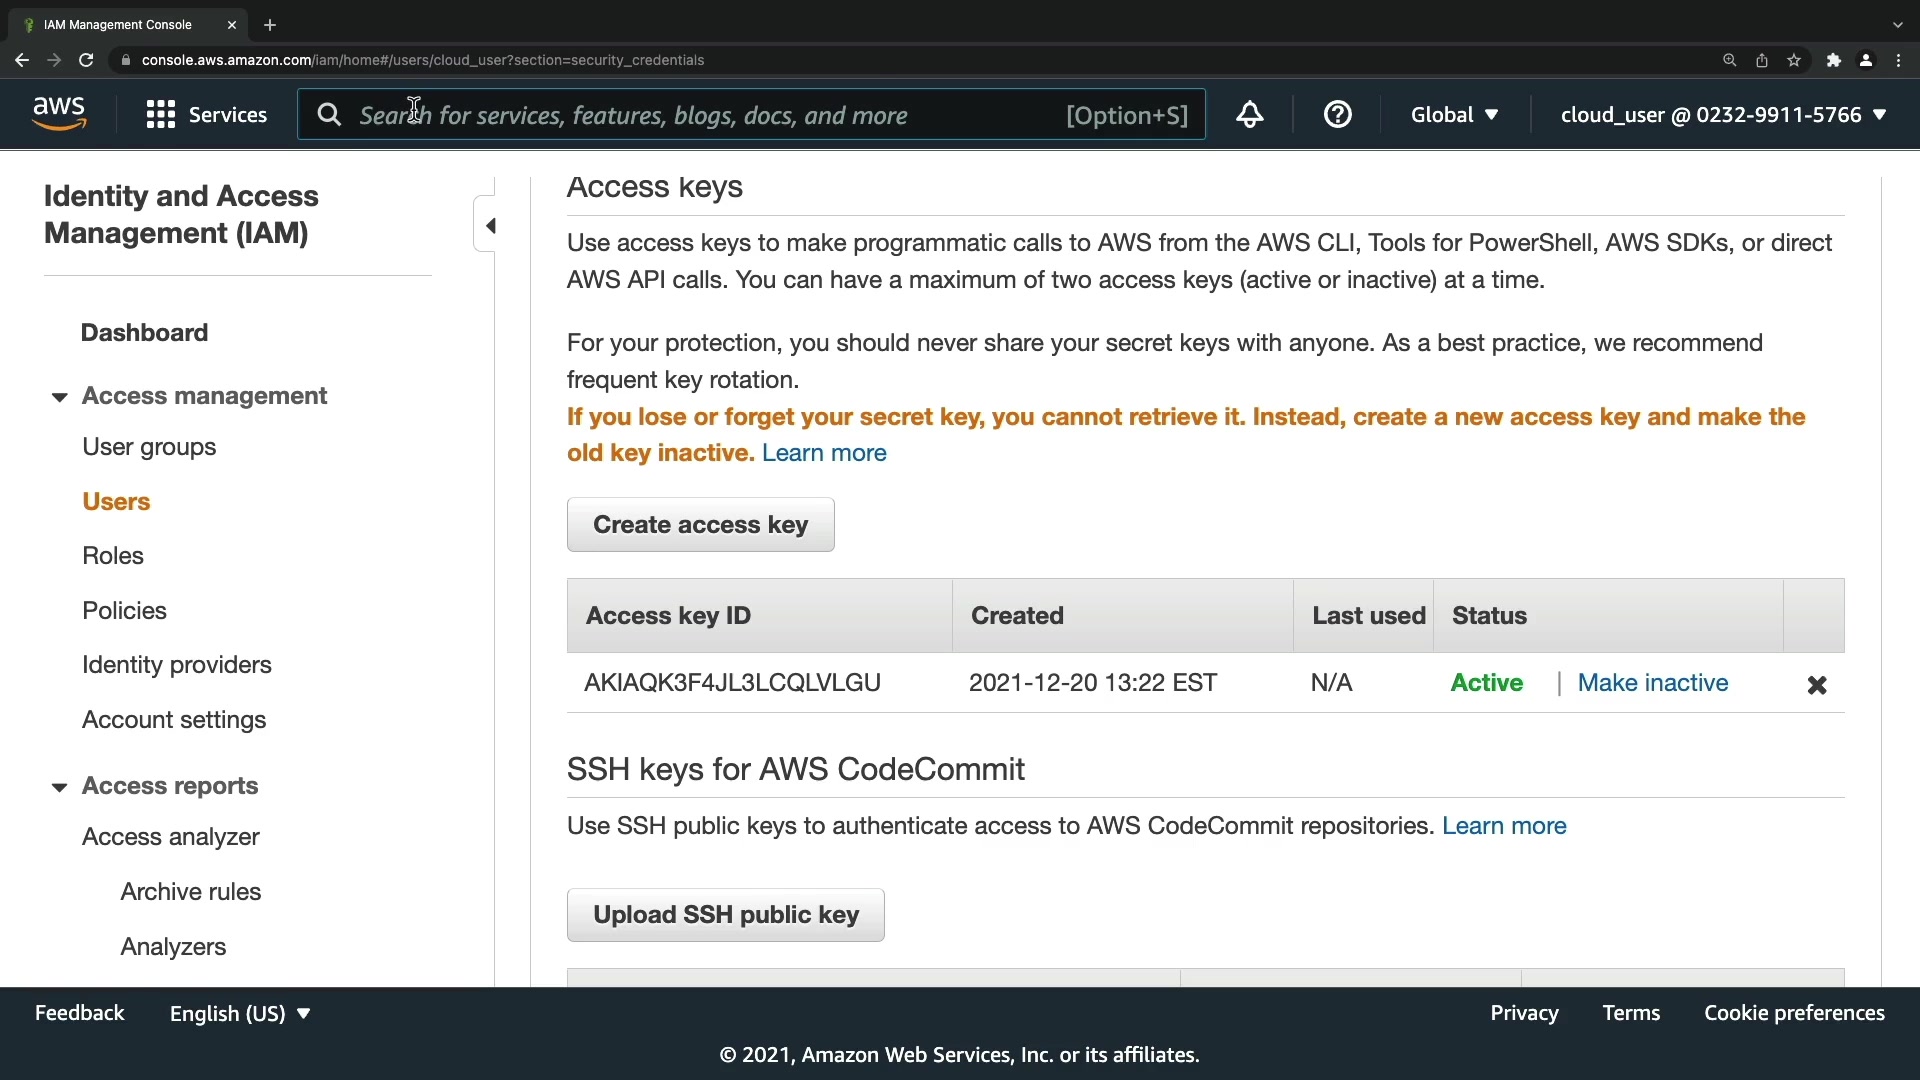 IAM Management Console
console.aws.amazon.com/iam/home#/users/cloud_user?section=security_credentials
aws
Services
Search for services, features, blogs, docs, and more
[Option+S]
Global
cloud_user @ 0232-9911-5766
Identity and Access
Management (IAM)
Dashboard
Access management
User groups
Users
Roles
Policies
Identity providers
Account settings
Access reports
Access analyzer
Archive rules
Analyzers
Access keys
Use access keys to make programmatic calls to AWS from the AWS CLI, Tools for PowerShell, AWS SDKs, or direct
AWS API calls. You can have a maximum of two access keys (active or inactive) at a time.
For your protection, you should never share your secret keys with anyone. As a best practice, we recommend
frequent key rotation.
If you lose or forget your secret key, you cannot retrieve it. Instead, create a new access key and make the
old key inactive. Learn more
Create access key
Access key ID Created Last used Status
AKIAQK3F4JL3LCQLVLGU 2021-12-20 13:22 EST N/A Active | Make inactive
SSH keys for AWS CodeCommit
Use SSH public keys to authenticate access to AWS CodeCommit repositories. Learn more
Upload SSH public key
Feedback English (US) Privacy Terms Cookie preferences
© 2021, Amazon Web Services, Inc. or its affiliates.